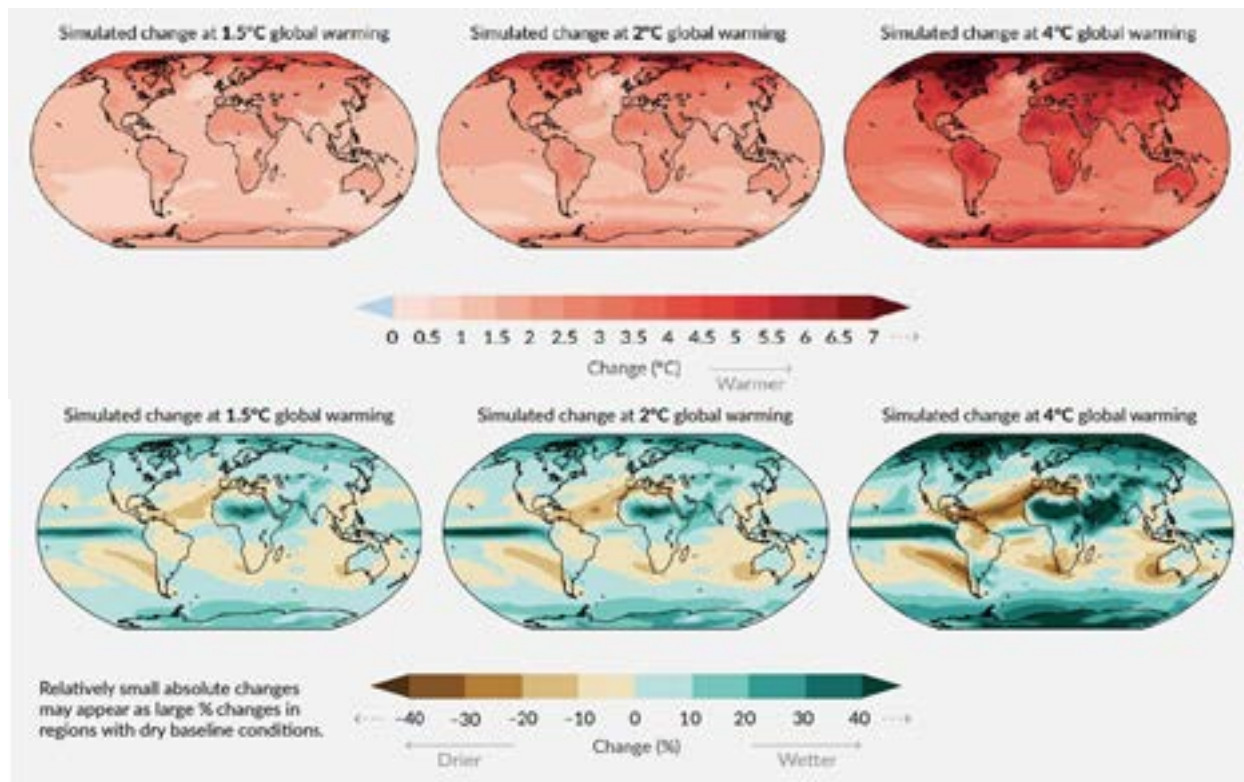 Simulated change at 1.5°C global warming
Simulated change at 2°C global warming
Simulated change at 4°C global warming
0 0.5 1 1.5 2 2.5 3 3.5 4 4.5 5 5.5 6 6.5 7
Change (°C)
Warmer
Simulated change at 1.5°C global warming
Simulated change at 2°C global warming
Simulated change at 4°C global warming
Relatively small absolute changes
may appear as large % changes in
regions with dry baseline conditions.
-40 -30 -20 -10 0 10 20 30 40
Change (%)
Drier
Wetter